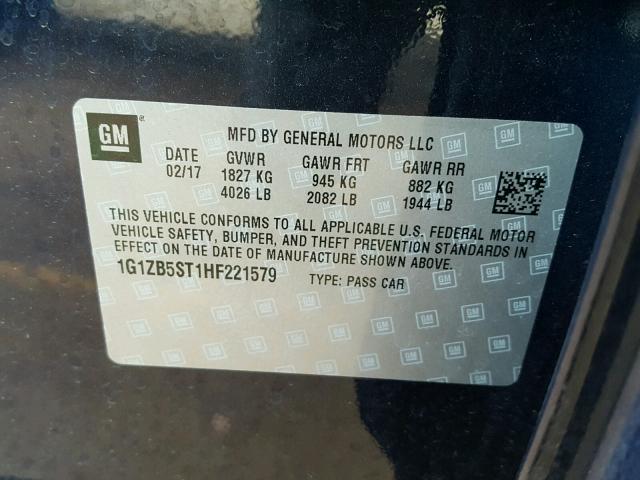 GM
MFD BY GENERAL MOTORS LLC
DATE GVWR GAWR FRT GAWR RR
02/17 1827 KG 945 KG 882 KG
4026 LB 2082 LB 1944 LB
THIS VEHICLE CONFORMS TO ALL APPLICABLE U.S. FEDERAL MOTOR
VEHICLE SAFETY, BUMPER, AND THEFT PREVENTION STANDARDS IN
EFFECT ON THE DATE OF MANUFACTURE SHOWN ABOVE.
1G1ZB5ST1HF221579 TYPE: PASS CAR